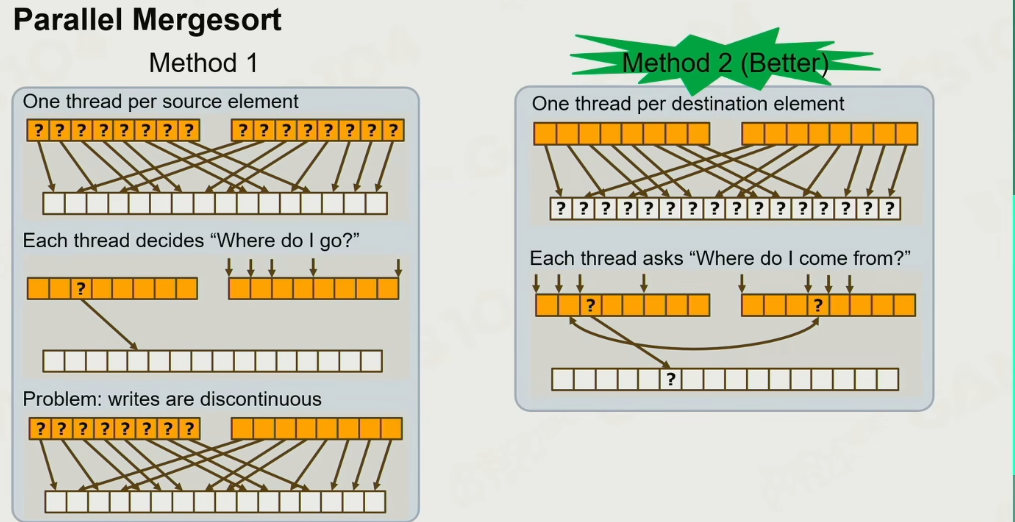 Parallel Mergesort
Method 1
One thread per source element
? ? ? ? ? ? ? ? ? ? ? ? ? ? ? ?
Each thread decides “Where do I go?”
?
Problem: writes are discontinuous
? ? ? ? ? ? ? ?
Method 2 (Better)
One thread per destination element
? ? ? ? ? ? ? ? ? ? ? ? ? ? ? ?
Each thread asks “Where do I come from?”
? ?
?